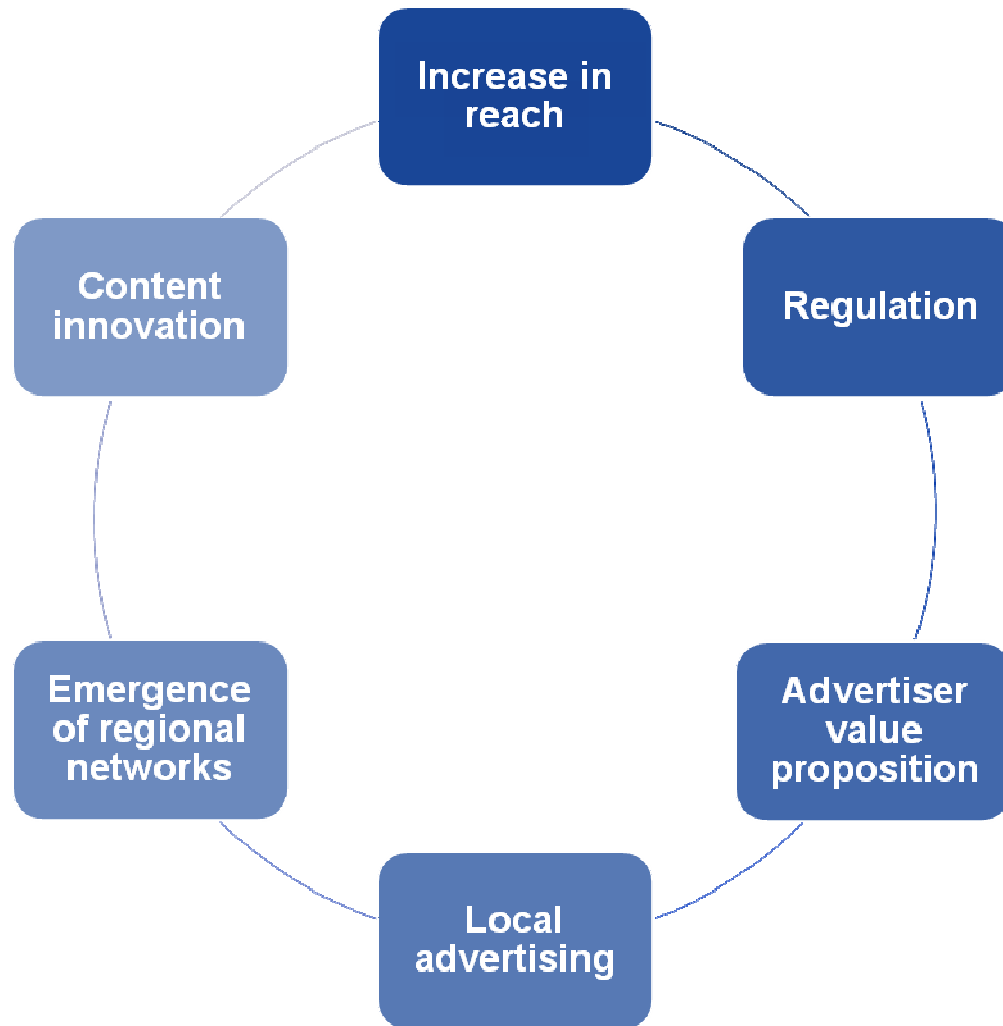 Increase in
reach
Regulation
Advertiser
value
proposition
Local
advertising
Emergence
of regional
networks
Content
innovation